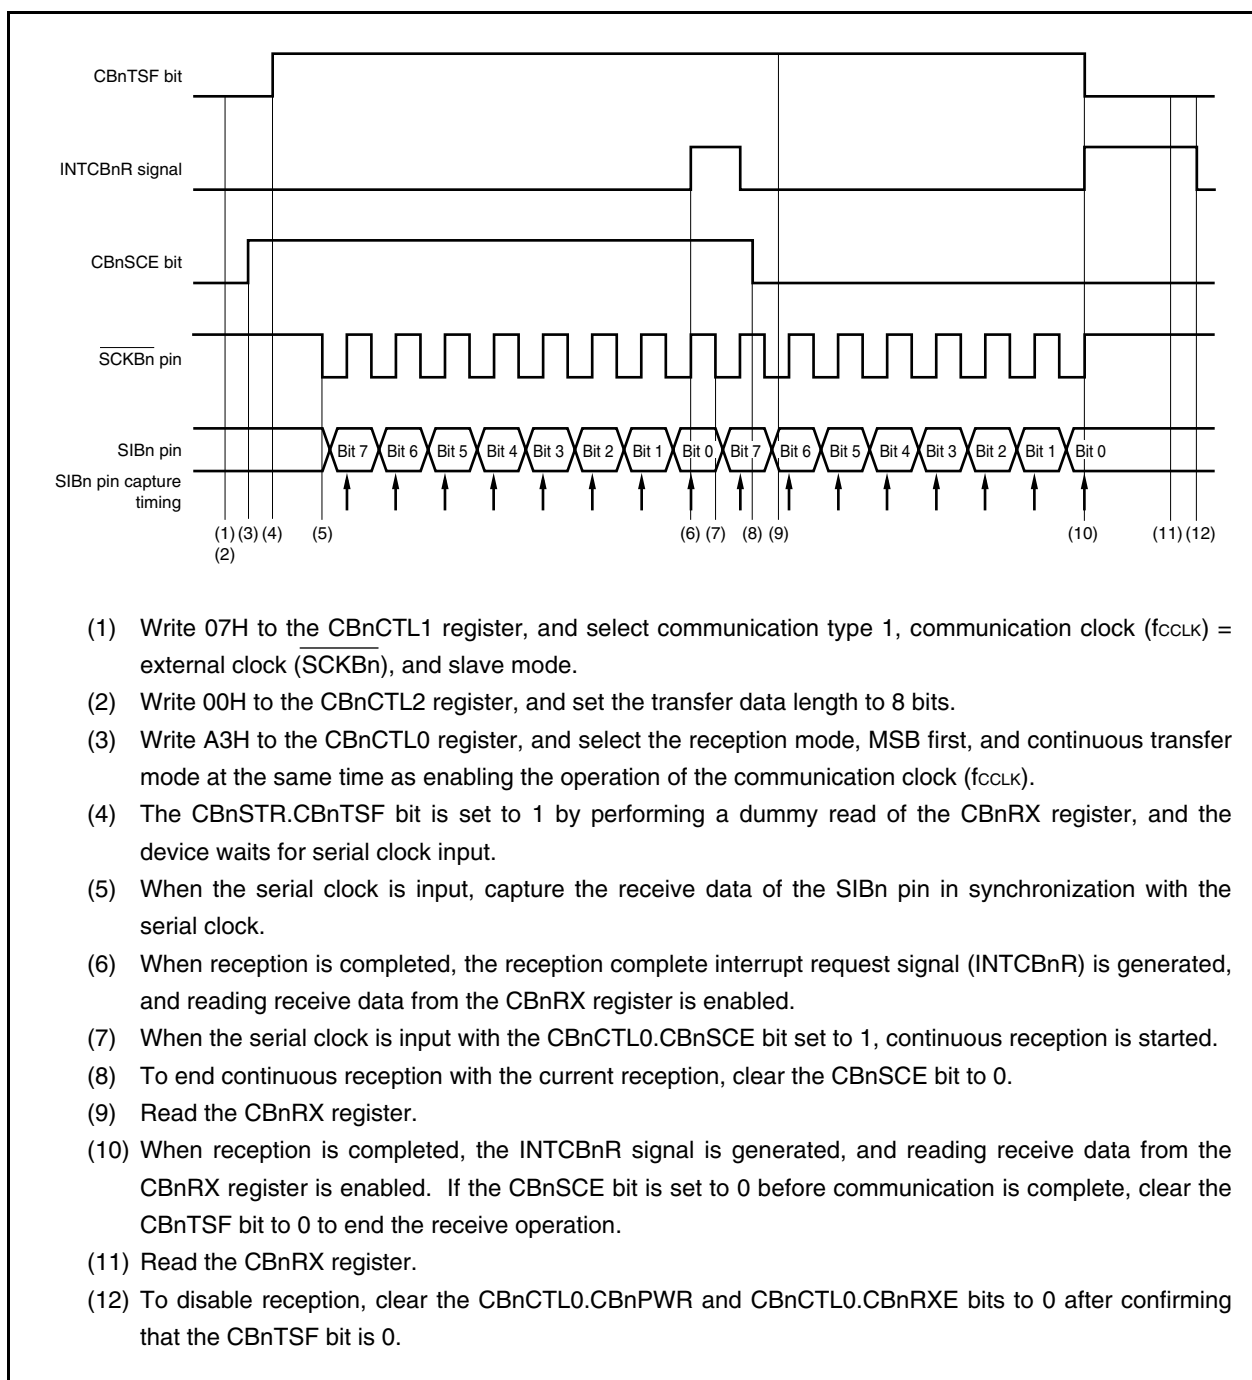 CBnTSF bit
INTCBnR signal
CBnSCE bit
SCKBn pin
SIBn pin
Bit 7 Bit 6 Bit 5 Bit 4 Bit 3 Bit 2 Bit 1 Bit 0 Bit 7 Bit 6 Bit 5 Bit 4 Bit 3 Bit 2 Bit 1 Bit 0
SIBn pin capture
timing
(1) (3) (4) (5) (6) (7) (8) (9) (10) (11) (12)
(2)
(1) Write 07H to the CBnCTL1 register, and select communication type 1, communication clock (fCCLK) =
external clock (SCKBn), and slave mode.
(2) Write 00H to the CBnCTL2 register, and set the transfer data length to 8 bits.
(3) Write A3H to the CBnCTL0 register, and select the reception mode, MSB first, and continuous transfer
mode at the same time as enabling the operation of the communication clock (fCCLK).
(4) The CBnSTR.CBnTSF bit is set to 1 by performing a dummy read of the CBnRX register, and the
device waits for serial clock input.
(5) When the serial clock is input, capture the receive data of the SIBn pin in synchronization with the
serial clock.
(6) When reception is completed, the reception complete interrupt request signal (INTCBnR) is generated,
and reading receive data from the CBnRX register is enabled.
(7) When the serial clock is input with the CBnCTL0.CBnSCE bit set to 1, continuous reception is started.
(8) To end continuous reception with the current reception, clear the CBnSCE bit to 0.
(9) Read the CBnRX register.
(10) When reception is completed, the INTCBnR signal is generated, and reading receive data from the
CBnRX register is enabled. If the CBnSCE bit is set to 0 before communication is complete, clear the
CBnTSF bit to 0 to end the receive operation.
(11) Read the CBnRX register.
(12) To disable reception, clear the CBnCTL0.CBnPWR and CBnCTL0.CBnRXE bits to 0 after confirming
that the CBnTSF bit is 0.